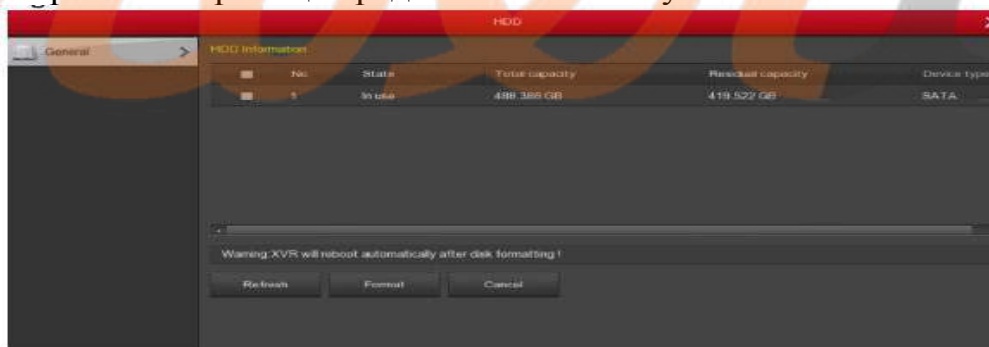 HDD
General >
HDD Information
No. State Total capacity Residual capacity Device type
1 In use 488.386 GB 419.522 GB SATA
Warning:XVR will reboot automatically after disk formatting !
Refresh Format Cancel